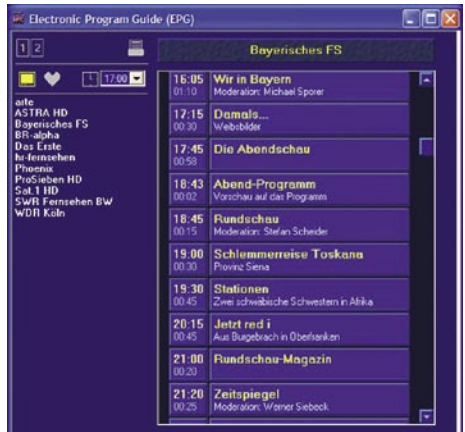 Electronic Program Guide (EPG)
1 2
Bayerisches FS
17:00
arte
ASTRA HD
Bayerisches FS
BR-alpha
Das Erste
hr-fernsehen
Phoenix
ProSieben HD
Sat.1 HD
SWR Fernsehen BW
WDR Köln
16:05 Wir in Bayern
01:10 Moderation: Michael Sporer
17:15 Damals...
00:30 Weibsbilder
17:45 Die Abendschau
00:58
18:43 Abend-Programm
00:02 Vorschau auf das Programm
18:45 Rundschau
00:15 Moderation: Stefan Scheider
19:00 Schlemmerreise Toskana
00:30 Provinz Siena
19:30 Stationen
00:45 Zwei schwäbische Schwestern in Afrika
20:15 Jetzt red i
00:45 Aus Burgebrach in Oberfranken
21:00 Rundschau-Magazin
00:20
21:20 Zeitspiegel
00:25 Moderation: Werner Siebeck